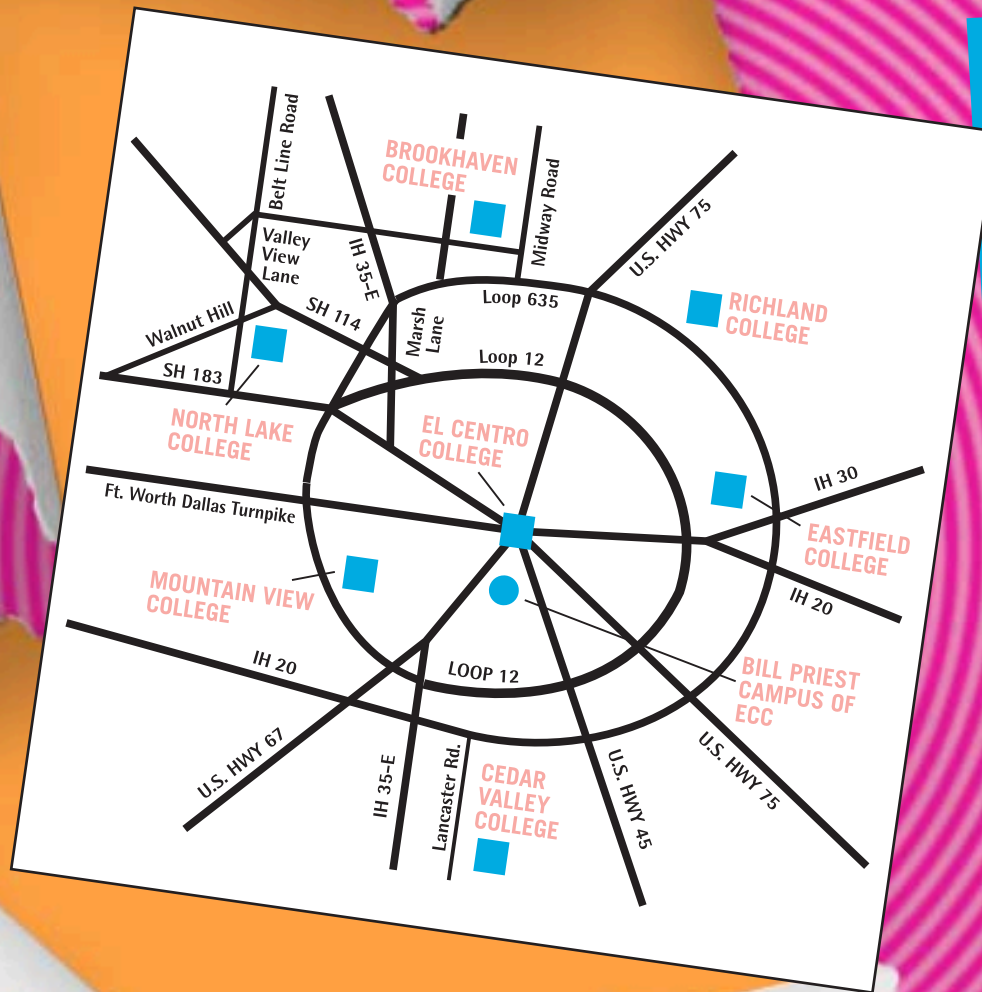 Belt Line Road
BROOKHAVEN
COLLEGE
Midway Road
U.S. HWY 75
Valley
View
Lane
IH 35-E
Loop 635
RICHLAND
COLLEGE
Walnut Hill
SH 114
Marsh
Lane
Loop 12
SH 183
NORTH LAKE
COLLEGE
EL CENTRO
COLLEGE
IH 30
Ft. Worth Dallas Turnpike
EASTFIELD
COLLEGE
MOUNTAIN VIEW
COLLEGE
IH 20
IH 20
LOOP 12
BILL PRIEST
CAMPUS OF
ECC
U.S. HWY 67
IH 35-E
Lancaster Rd.
CEDAR
VALLEY
COLLEGE
U.S. HWY 45
U.S. HWY 75